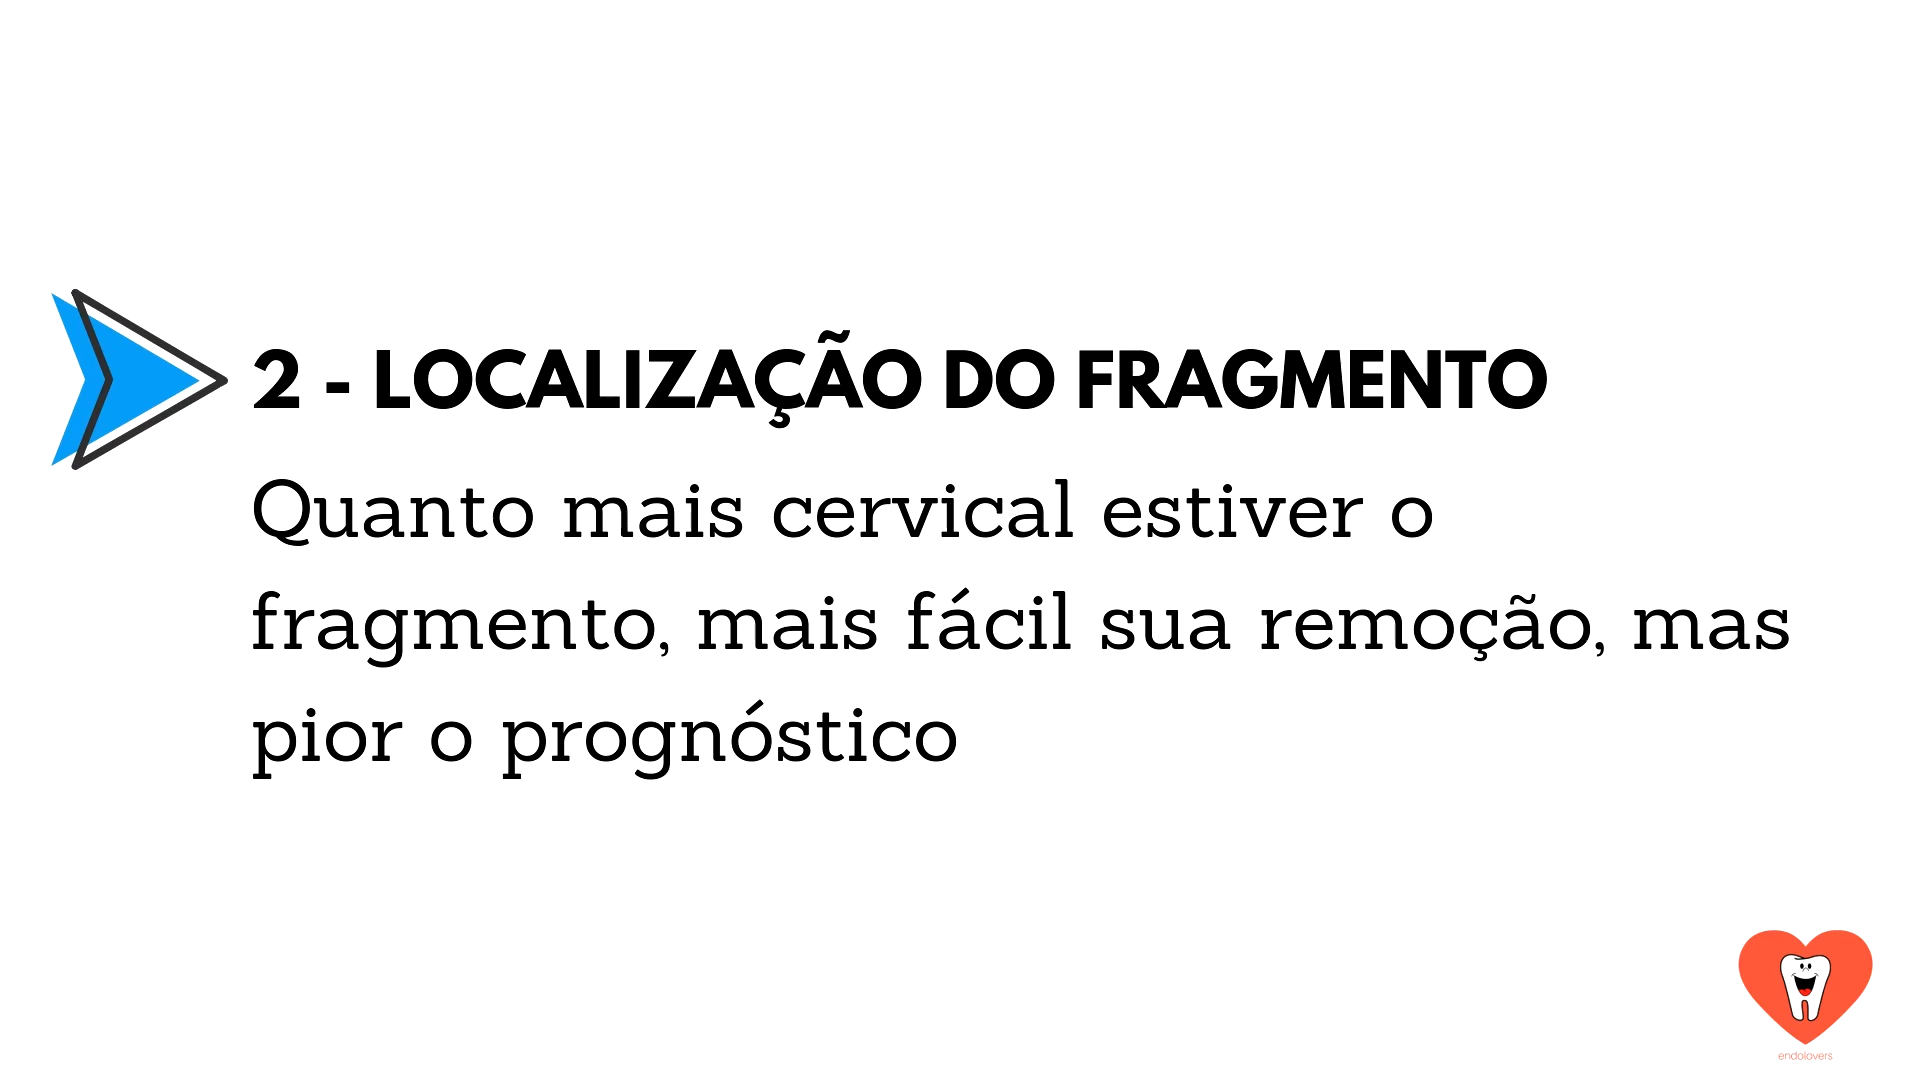 2 - LOCALIZAÇÃO DO FRAGMENTO
Quanto mais cervical estiver o
fragmento, mais fácil sua remoção, mas
pior o prognóstico
endolovers